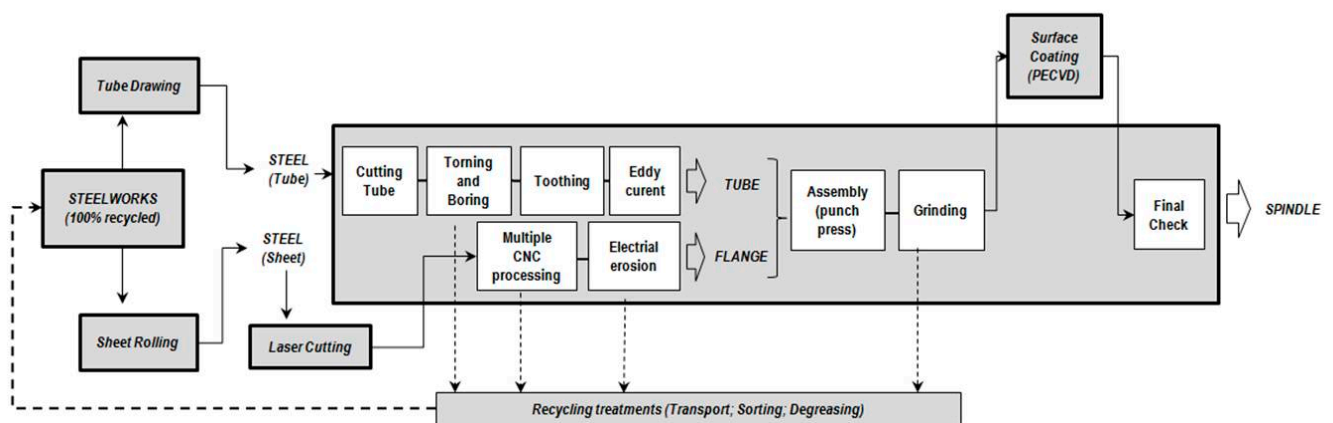 Surface
Coating
(PECVD)
Tube Drawing
STEELWORKS
(100% recycled)
Sheet Rolling
STEEL
(Tube)
STEEL
(Sheet)
Laser Cutting
Cutting
Tube
Torning
and
Boring
Toothing
Eddy
curent
TUBE
Multiple
CNC
processing
Electrial
erosion
FLANGE
Assembly
(punch
press)
Grinding
Final
Check
SPINDLE
Recycling treatments (Transport; Sorting; Degreasing)